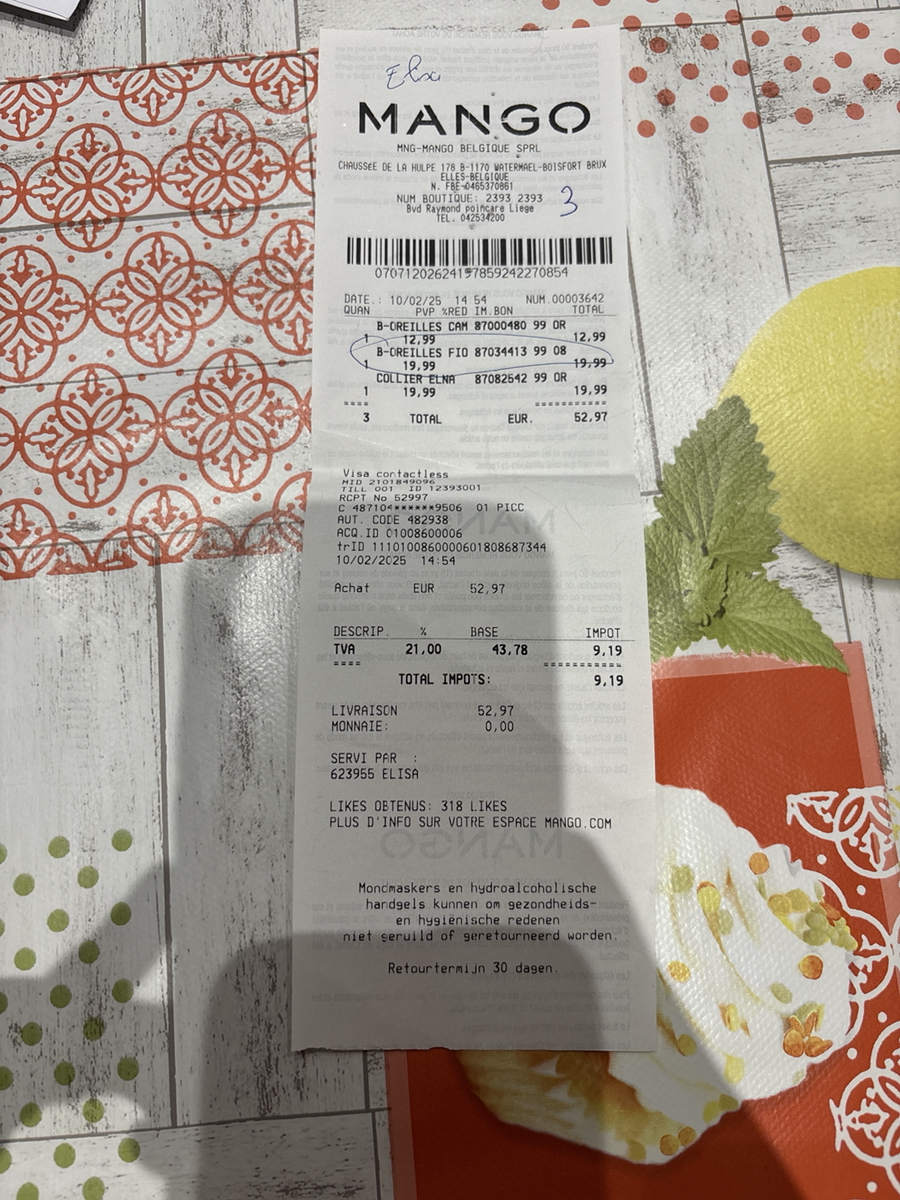 Elisa
MANGO
MNG-MANGO BELGIQUE SPRL
CHAUSSéE DE LA HULPE 178 B-1170 WATERMAEL-BOISFORT BRUX
ELLES-BELGIQUE
N. FBE-0465370861
NUM BOUTIQUE: 2393 2393
3
Bvd Raymond poincare Liege
TEL. 042534200
DATE.: 10/02/25 14 54 NUM.00003642
QUAN PVP %RED IM.BON TOTAL
B-OREILLES CAM 87000480 99 OR
1 12,99 12,99
B-OREILLES FIO 87034413 99 08
1 19,99 19,99
COLLIER ELNA 87082542 99 OR
1 19,99 19,99
==== ===========
3 TOTAL EUR. 52,97
Visa contactless
MID 2101849096
TILL 001 ID 12393001
RCPT No 52997
C 48710******9506 01 PICC
AUT. CODE 482938
ACQ.ID 01008600006
trID 1110100860000601808687344
10/02/2025 14:54
Achat EUR 52,97
DESCRIP. % BASE IMPOT
TVA 21,00 43,78 9,19
==== ============
TOTAL IMPOTS: 9,19
LIVRAISON 52,97
MONNAIE: 0,00
SERVI PAR :
623955 ELISA
LIKES OBTENUS: 318 LIKES
PLUS D'INFO SUR VOTRE ESPACE MANGO.COM
Mondmaskers en hydroalcoholische
handgels kunnen om gezondheids-
en hygiënische redenen
niet geruild of geretourneerd worden.
Retourtermijn 30 dagen.